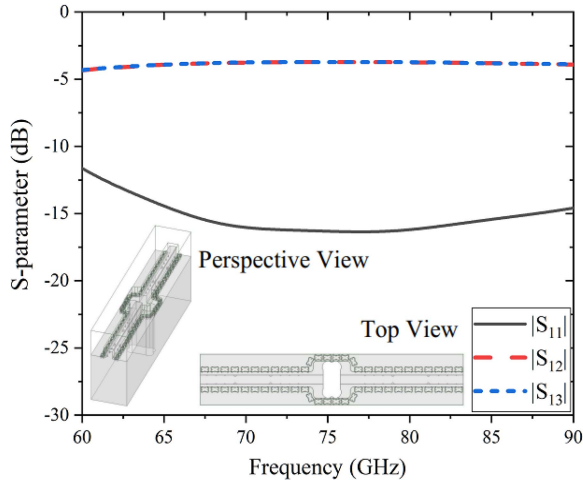 0
-5
-10
-15
-20
-25
-30
S-parameter (dB)
Perspective View
Top View
|S₁₁|
|S₁₂|
|S₁₃|
60
65
70
75
80
85
90
Frequency (GHz)